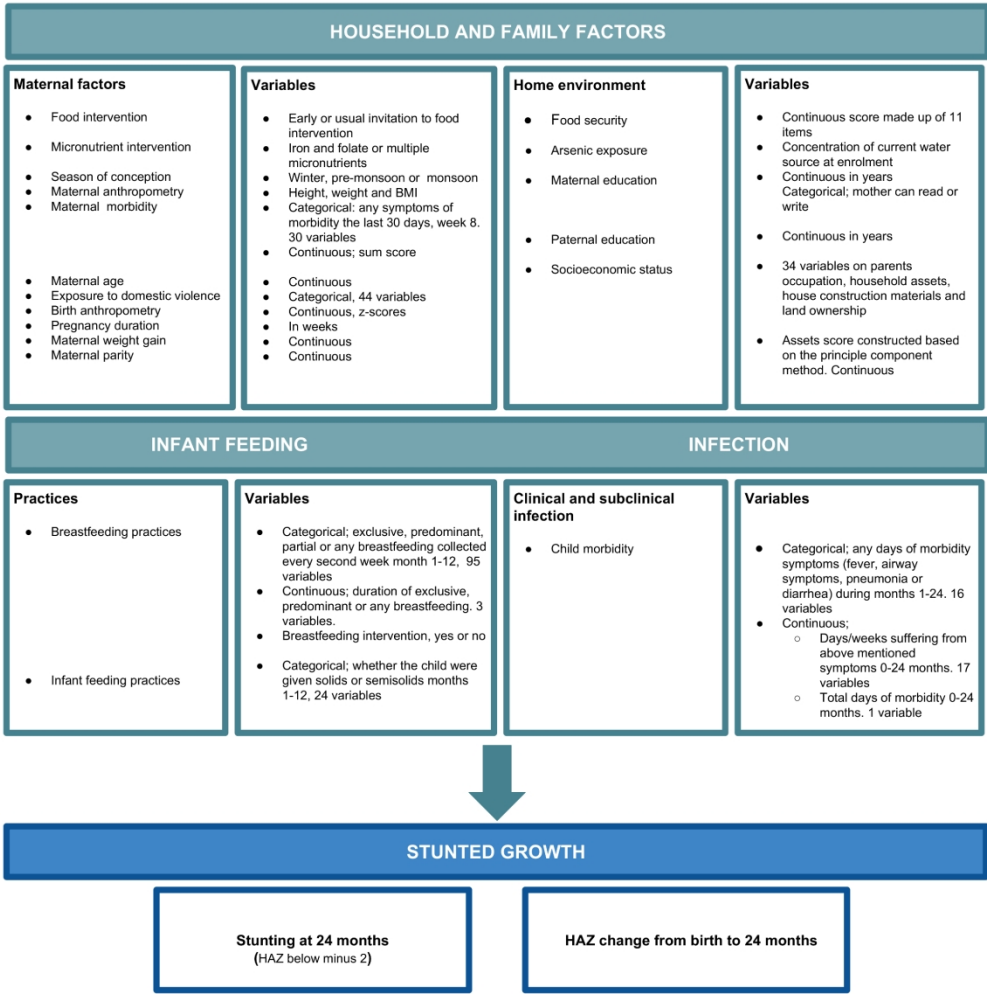 HOUSEHOLD AND FAMILY FACTORS
Maternal factors
● Food intervention
● Micronutrient intervention
● Season of conception
● Maternal anthropometry
● Maternal morbidity
● Maternal age
● Exposure to domestic violence
● Birth anthropometry
● Pregnancy duration
● Maternal weight gain
● Maternal parity
Variables
● Early or usual invitation to food
intervention
● Iron and folate or multiple
micronutrients
● Winter, pre-monsoon or monsoon
● Height, weight and BMI
● Categorical: any symptoms of
morbidity the last 30 days, week 8.
30 variables
● Continuous; sum score
● Continuous
● Categorical, 44 variables
● Continuous, z-scores
● In weeks
● Continuous
● Continuous
Home environment
● Food security
● Arsenic exposure
● Maternal education
● Paternal education
● Socioeconomic status
Variables
● Continuous score made up of 11
items
● Concentration of current water
source at enrolment
● Continuous in years
Categorical; mother can read or
write
● Continuous in years
● 34 variables on parents
occupation, household assets,
house construction materials and
land ownership
● Assets score constructed based
on the principle component
method. Continuous
INFANT FEEDING
INFECTION
Practices
● Breastfeeding practices
● Infant feeding practices
Variables
● Categorical; exclusive, predominant,
partial or any breastfeeding collected
every second week month 1-12, 95
variables
● Continuous; duration of exclusive,
predominant or any breastfeeding. 3
variables.
● Breastfeeding intervention, yes or no
● Categorical; whether the child were
given solids or semisolids months
1-12, 24 variables
Clinical and subclinical
infection
● Child morbidity
Variables
● Categorical; any days of morbidity
symptoms (fever, airway
symptoms, pneumonia or
diarrhea) during months 1-24. 16
variables
● Continuous;
○ Days/weeks suffering from
above mentioned
symptoms 0-24 months. 17
variables
○ Total days of morbidity 0-24
months. 1 variable
STUNTED GROWTH
Stunting at 24 months
(HAZ below minus 2)
HAZ change from birth to 24 months